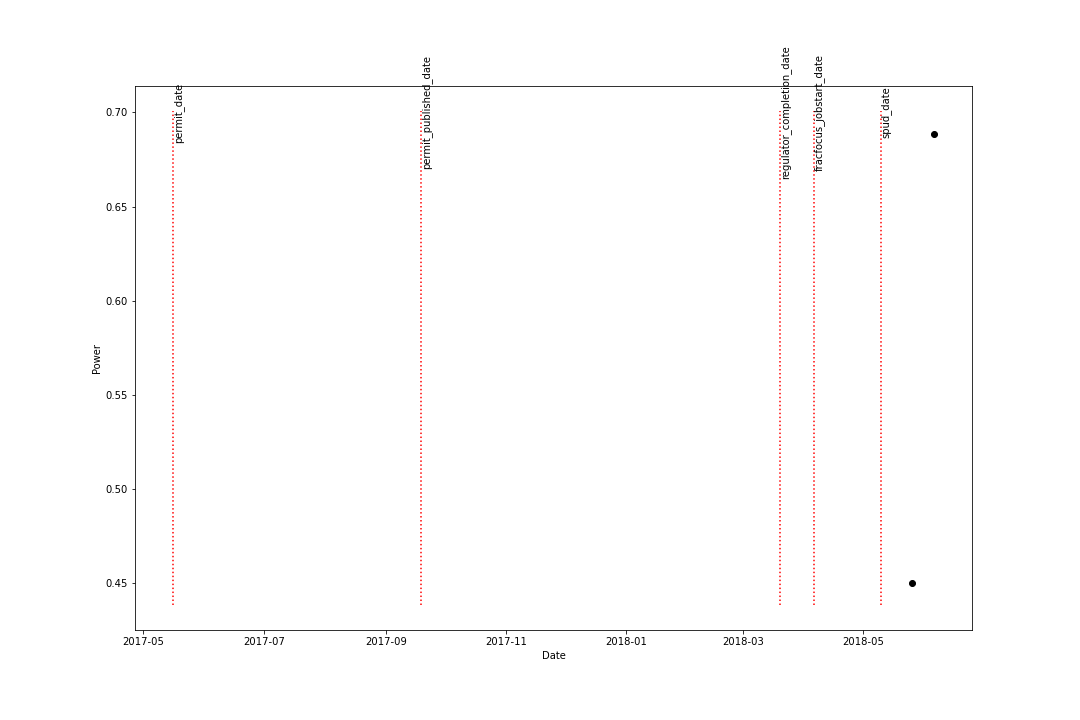 regulator_completion_date
fracfocus_jobstart_date
permit_published_date
permit_date
spud_date
0.70
0.65
0.60
0.55
0.50
0.45
Power
2017-05
2017-07
2017-09
2017-11
2018-01
2018-03
2018-05
Date